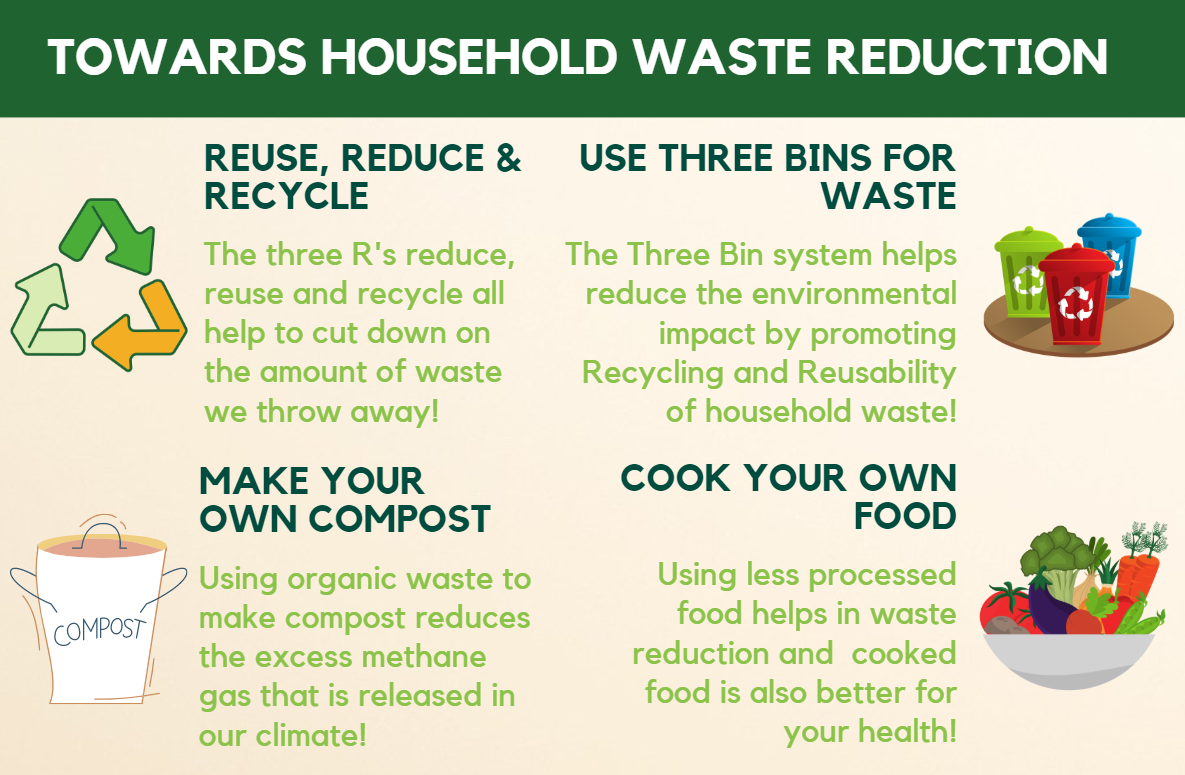 TOWARDS HOUSEHOLD WASTE REDUCTION
REUSE, REDUCE &
RECYCLE
The three R's reduce,
reuse and recycle all
help to cut down on
the amount of waste
we throw away!
USE THREE BINS FOR
WASTE
The Three Bin system helps
reduce the environmental
impact by promoting
Recycling and Reusability
of household waste!
COMPOST
MAKE YOUR
OWN COMPOST
Using organic waste to
make compost reduces
the excess methane
gas that is released in
our climate!
COOK YOUR OWN
FOOD
Using less processed
food helps in waste
reduction and  cooked
food is also better for
your health!